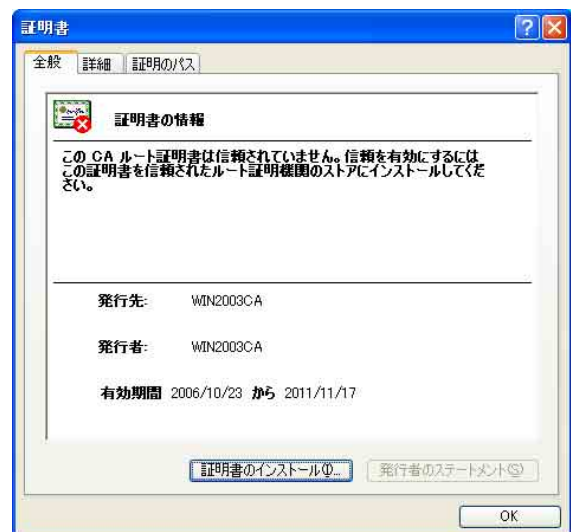 証明書
全般 詳細 証明のパス
証明書の情報
この CA ルート証明書は信頼されていません。信頼を有効にするには
この証明書を信頼されたルート証明機関のストアにインストールしてくだ
さい。
発行先: WIN2003CA
発行者: WIN2003CA
有効期間 2006/10/23 から 2011/11/17
証明書のインストール(I)... 発行者のステートメント(S)
OK